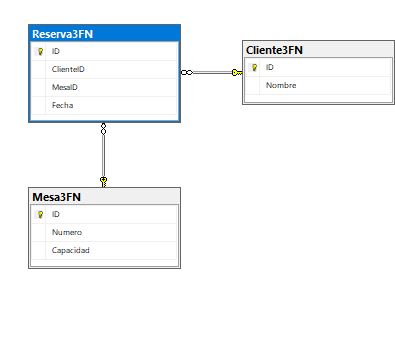 Reserva3FN
ID
ClienteID
MesaID
Fecha
Cliente3FN
ID
Nombre
Mesa3FN
ID
Numero
Capacidad